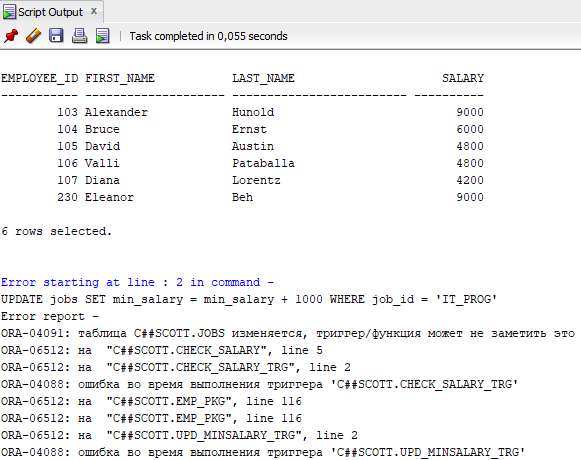 Script Output x
Task completed in 0,055 seconds
EMPLOYEE_ID FIRST_NAME           LAST_NAME                     SALARY
----------- -------------------- ------------------------- ----------
        103 Alexander            Hunold                          9000
        104 Bruce                Ernst                           6000
        105 David                Austin                          4800
        106 Valli                Pataballa                       4800
        107 Diana                Lorentz                         4200
        230 Eleanor              Beh                             9000
6 rows selected.
Error starting at line : 2 in command -
UPDATE jobs SET min_salary = min_salary + 1000 WHERE job_id = 'IT_PROG'
Error report -
ORA-04091: таблица C##SCOTT.JOBS изменяется, триггер/функция может не заметить это
ORA-06512: на  "C##SCOTT.CHECK_SALARY", line 5
ORA-06512: на  "C##SCOTT.CHECK_SALARY_TRG", line 2
ORA-04088: ошибка во время выполнения триггера 'C##SCOTT.CHECK_SALARY_TRG'
ORA-06512: на  "C##SCOTT.EMP_PKG", line 116
ORA-06512: на  "C##SCOTT.EMP_PKG", line 116
ORA-06512: на  "C##SCOTT.UPD_MINSALARY_TRG", line 2
ORA-04088: ошибка во время выполнения триггера 'C##SCOTT.UPD_MINSALARY_TRG'